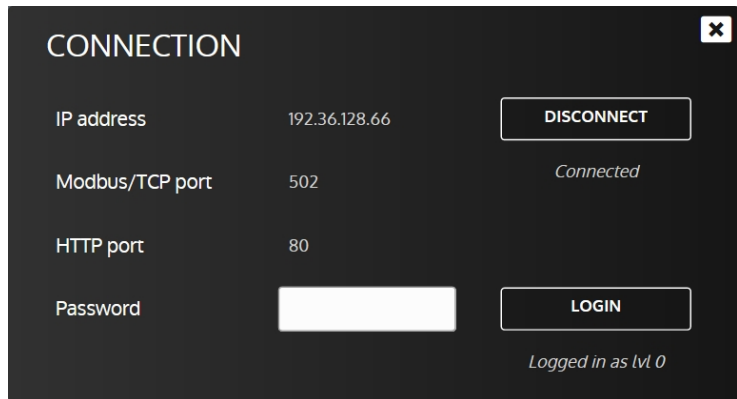 CONNECTION
IP address 192.36.128.66 DISCONNECT
Modbus/TCP port 502 Connected
HTTP port 80
Password LOGIN
Logged in as lvl 0